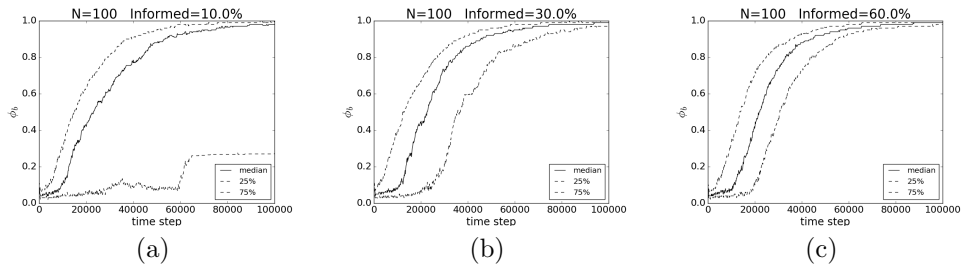 N=100 Informed=10.0%
1.0
0.8
0.6
0.4
0.2
0.0
ϕ_b
0 20000 40000 60000 80000 100000
time step
median
25%
75%
(a)
N=100 Informed=30.0%
1.0
0.8
0.6
0.4
0.2
0.0
ϕ_b
0 20000 40000 60000 80000 100000
time step
median
25%
75%
(b)
N=100 Informed=60.0%
1.0
0.8
0.6
0.4
0.2
0.0
ϕ_b
0 20000 40000 60000 80000 100000
time step
median
25%
75%
(c)